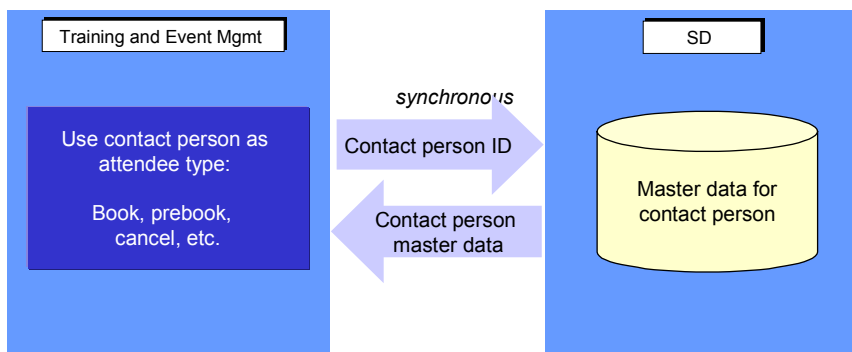 Training and Event Mgmt
SD
Use contact person as
attendee type:
Book, prebook,
cancel, etc.
synchronous
Contact person ID
Contact person
master data
Master data for
contact person